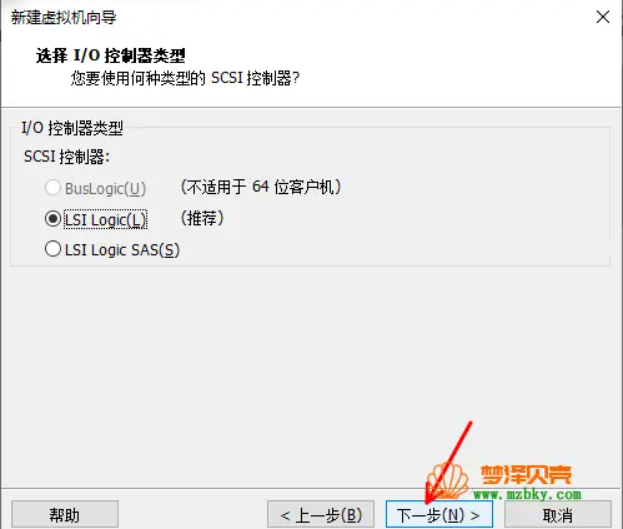 新建虚拟机向导
选择 I/O 控制器类型
您要使用何种类型的 SCSI 控制器?
I/O 控制器类型
SCSI 控制器:
BusLogic(U) (不适用于 64 位客户机)
LSI Logic(L) (推荐)
LSI Logic SAS(S)
梦泽贝壳
www.mzbky.com
帮助 < 上一步(B) 下一步(N) > 取消